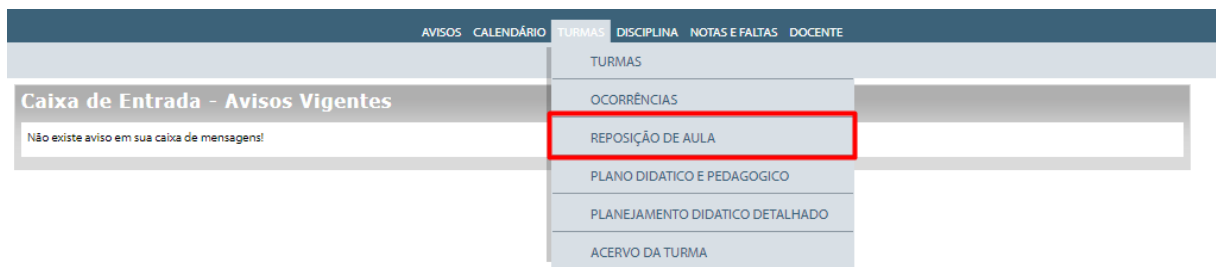 AVISOS CALENDÁRIO TURMAS DISCIPLINA NOTAS E FALTAS DOCENTE
TURMAS
OCORRÊNCIAS
REPOSIÇÃO DE AULA
PLANO DIDATICO E PEDAGOGICO
PLANEJAMENTO DIDATICO DETALHADO
ACERVO DA TURMA
Caixa de Entrada - Avisos Vigentes
Não existe aviso em sua caixa de mensagens!